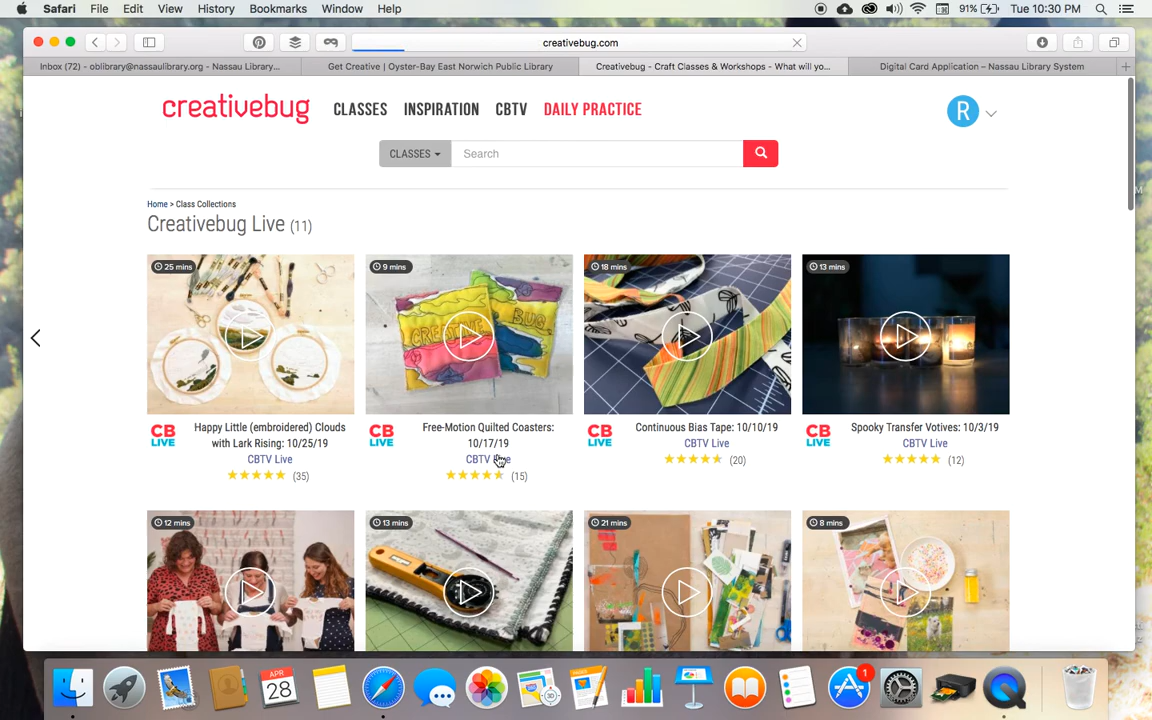 Safari File Edit View History Bookmarks Window Help 91% Tue 10:30 PM
creativebug.com
Inbox (72) - oblibrary@nassaulibrary.org - Nassau Library... Get Creative | Oyster-Bay East Norwich Public Library Creativebug - Craft Classes & Workshops - What will yo... Digital Card Application – Nassau Library System
creativebug CLASSES INSPIRATION CBTV DAILY PRACTICE R
CLASSES Search
Home > Class Collections
Creativebug Live (11)
25 mins 9 mins 18 mins 13 mins
CREATIVE BUG
CB LIVE Happy Little (embroidered) Clouds with Lark Rising: 10/25/19
CBTV Live
(35)
CB LIVE Free-Motion Quilted Coasters: 10/17/19
CBTV Live
(15)
CB LIVE Continuous Bias Tape: 10/10/19
CBTV Live
(20)
CB LIVE Spooky Transfer Votives: 10/3/19
CBTV Live
(12)
12 mins 13 mins 21 mins 8 mins
APR 28
1